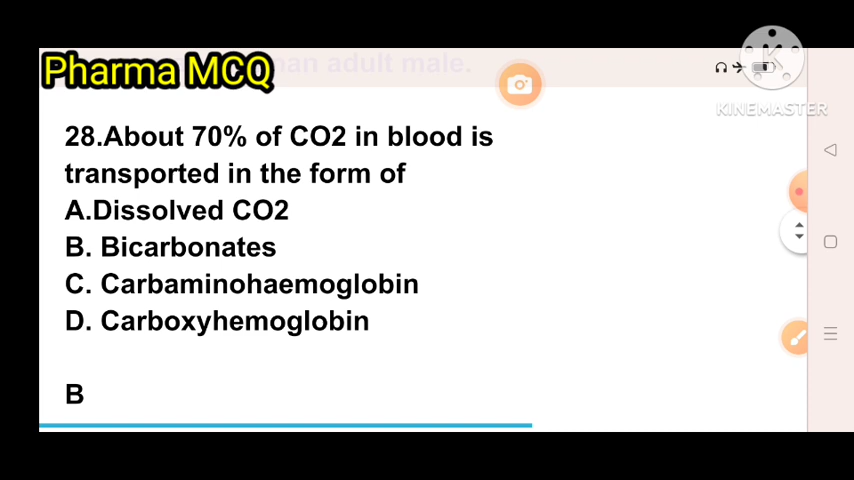 Pharma MCQ
an adult male.
KINEMASTER
28.About 70% of CO2 in blood is
transported in the form of
A.Dissolved CO2
B. Bicarbonates
C. Carbaminohaemoglobin
D. Carboxyhemoglobin
B